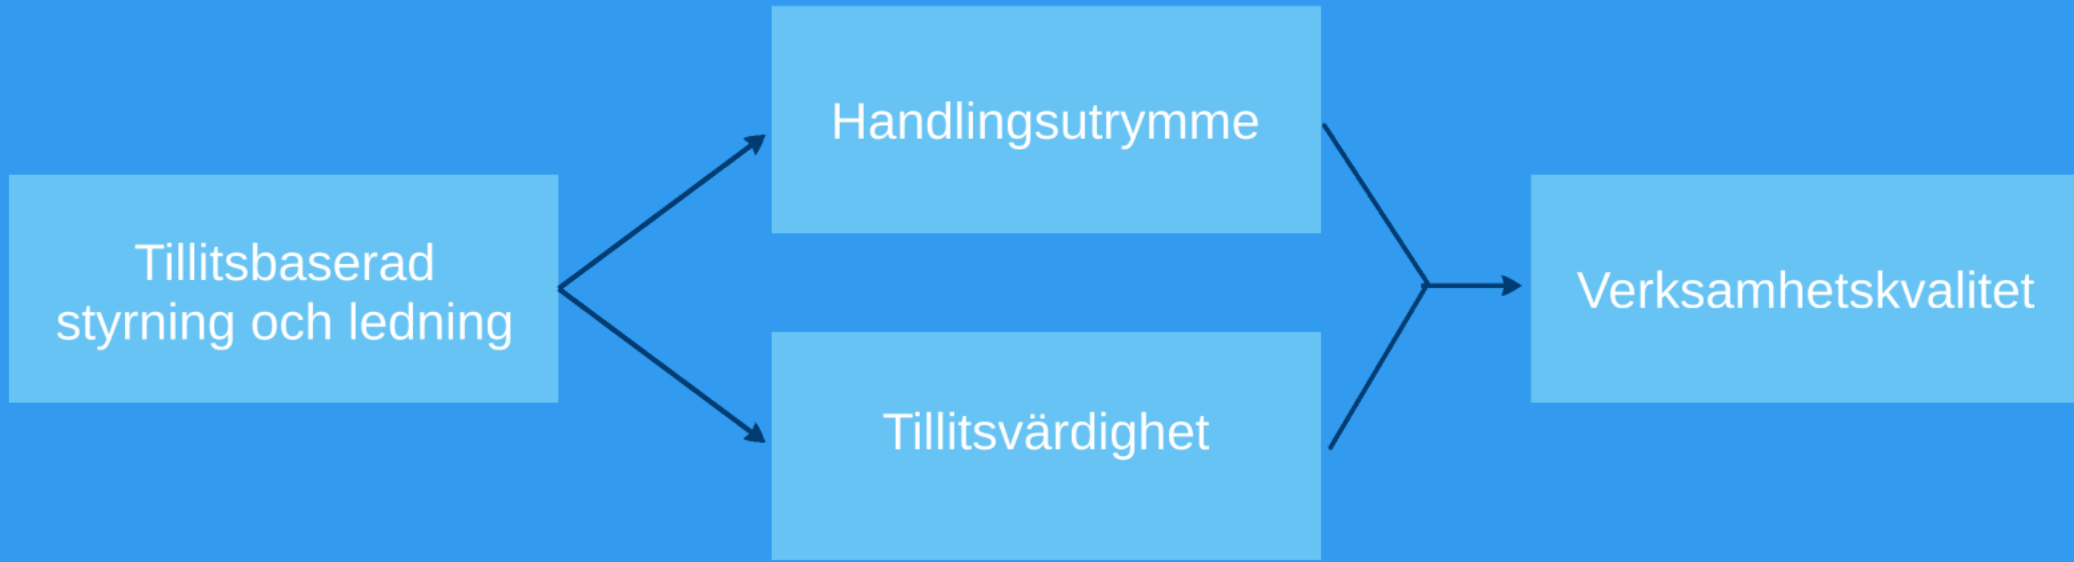 Tillitsbaserad
styrning och ledning
Handlingsutrymme
Tillitsvärdighet
Verksamhetskvalitet